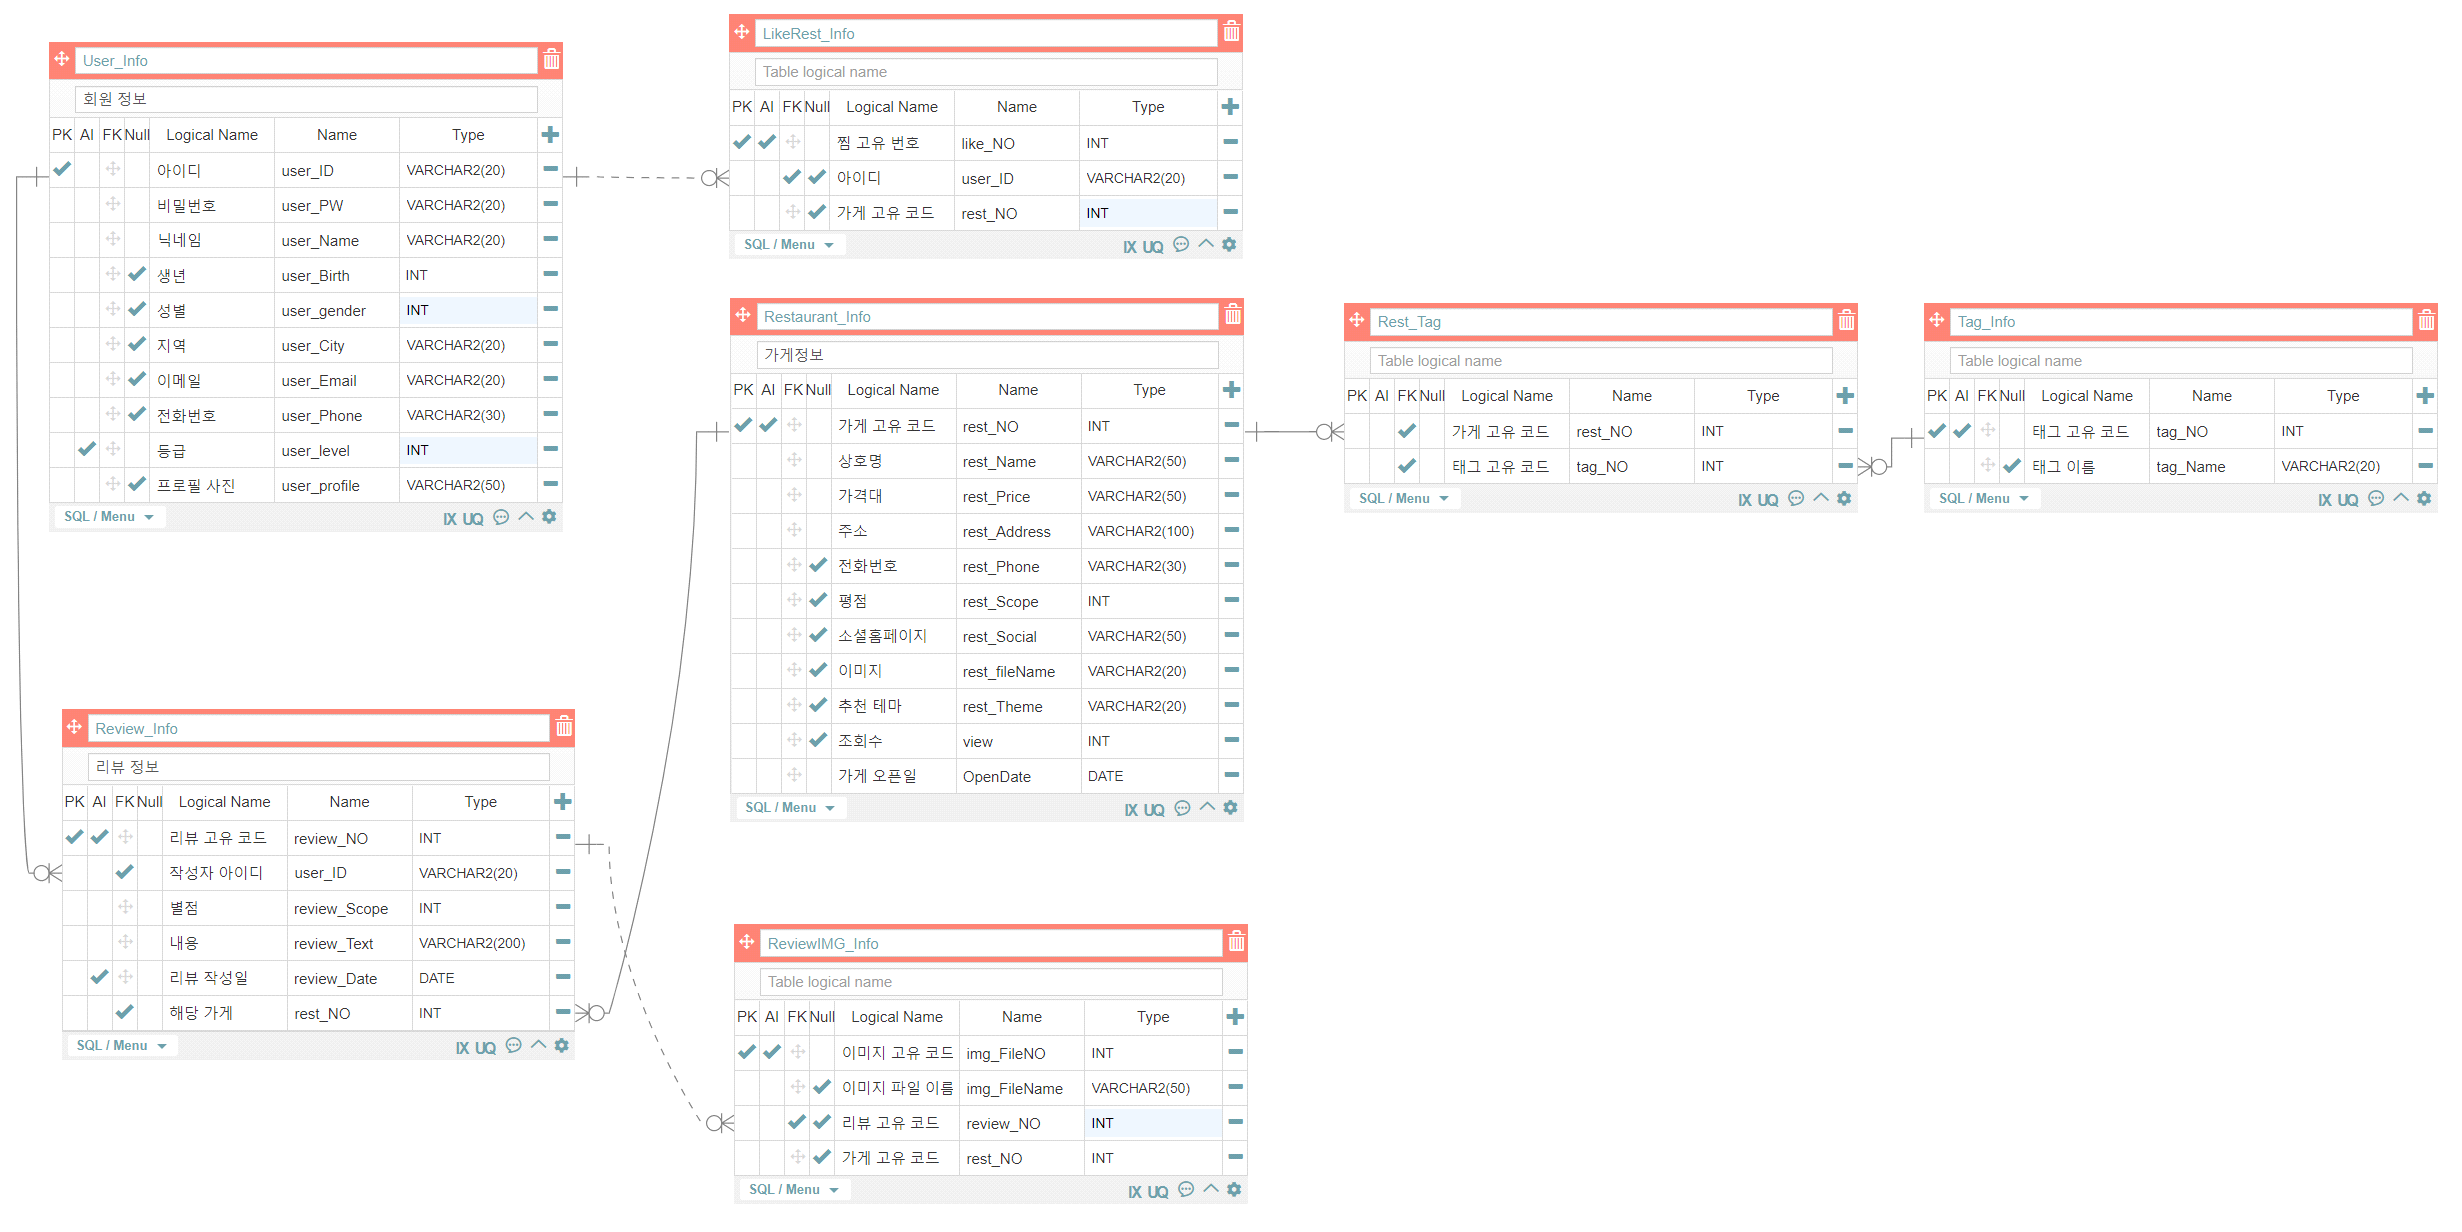 User_Info
회원 정보
PK AI FK Null Logical Name Name Type
아이디 user_ID VARCHAR2(20)
비밀번호 user_PW VARCHAR2(20)
닉네임 user_Name VARCHAR2(20)
생년 user_Birth INT
성별 user_gender INT
지역 user_City VARCHAR2(20)
이메일 user_Email VARCHAR2(20)
전화번호 user_Phone VARCHAR2(30)
등급 user_level INT
프로필 사진 user_profile VARCHAR2(50)
SQL / Menu IX UQ
LikeRest_Info
Table logical name
PK AI FK Null Logical Name Name Type
찜 고유 번호 like_NO INT
아이디 user_ID VARCHAR2(20)
가게 고유 코드 rest_NO INT
SQL / Menu IX UQ
Restaurant_Info
가게정보
PK AI FK Null Logical Name Name Type
가게 고유 코드 rest_NO INT
상호명 rest_Name VARCHAR2(50)
가격대 rest_Price VARCHAR2(50)
주소 rest_Address VARCHAR2(100)
전화번호 rest_Phone VARCHAR2(30)
평점 rest_Scope INT
소셜홈페이지 rest_Social VARCHAR2(50)
이미지 rest_fileName VARCHAR2(20)
추천 테마 rest_Theme VARCHAR2(20)
조회수 view INT
가게 오픈일 OpenDate DATE
SQL / Menu IX UQ
Rest_Tag
Table logical name
PK AI FK Null Logical Name Name Type
가게 고유 코드 rest_NO INT
태그 고유 코드 tag_NO INT
SQL / Menu IX UQ
Tag_Info
Table logical name
PK AI FK Null Logical Name Name Type
태그 고유 코드 tag_NO INT
태그 이름 tag_Name VARCHAR2(20)
SQL / Menu IX UQ
Review_Info
리뷰 정보
PK AI FK Null Logical Name Name Type
리뷰 고유 코드 review_NO INT
작성자 아이디 user_ID VARCHAR2(20)
별점 review_Scope INT
내용 review_Text VARCHAR2(200)
리뷰 작성일 review_Date DATE
해당 가게 rest_NO INT
SQL / Menu IX UQ
ReviewIMG_Info
Table logical name
PK AI FK Null Logical Name Name Type
이미지 고유 코드 img_FileNO INT
이미지 파일 이름 img_FileName VARCHAR2(50)
리뷰 고유 코드 review_NO INT
가게 고유 코드 rest_NO INT
SQL / Menu IX UQ